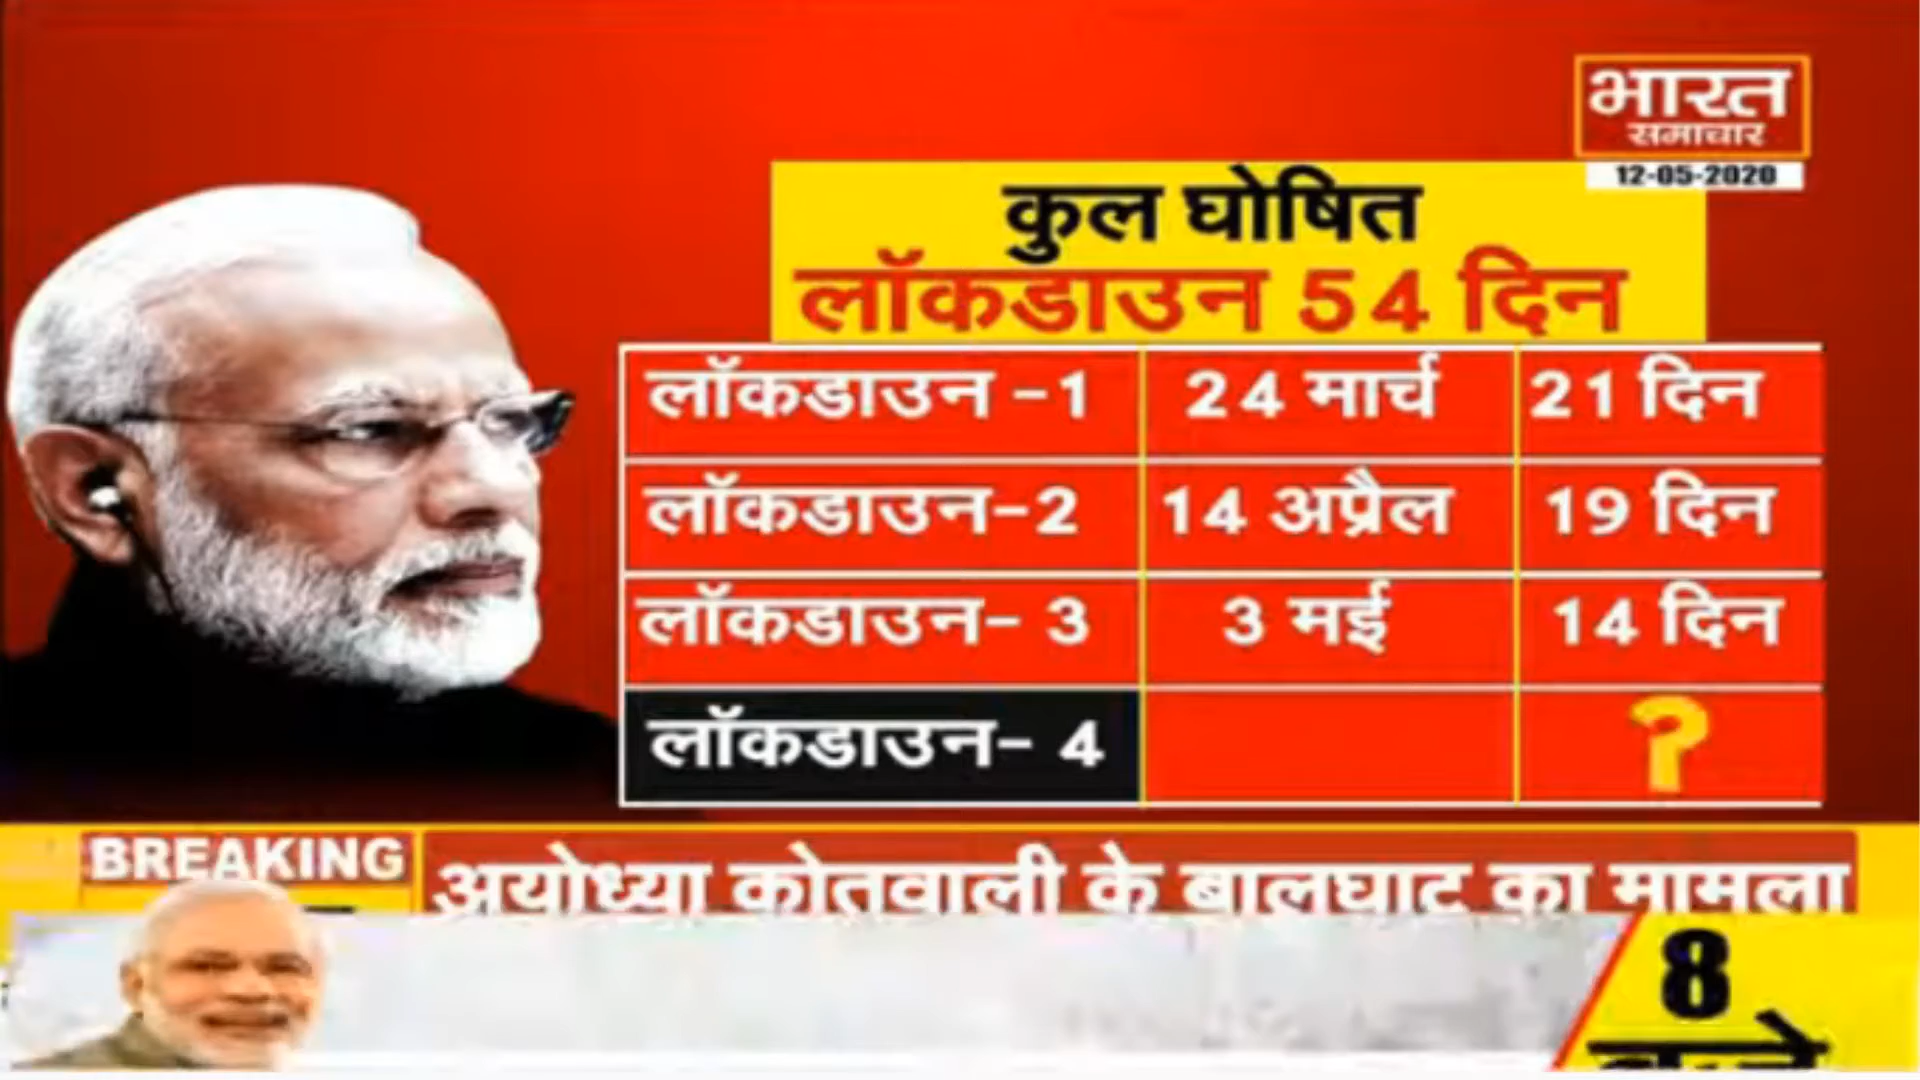 भारत
समाचार
12-05-2020
कुल घोषित
लॉकडाउन 54 दिन
लॉकडाउन -1 24 मार्च 21 दिन
लॉकडाउन-2 14 अप्रैल 19 दिन
लॉकडाउन- 3 3 मई 14 दिन
लॉकडाउन- 4 ?
BREAKING
अयोध्या कोतवाली के बालघाट का मामला
8